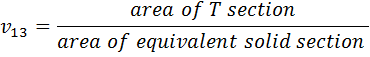 v13 = area of T section / area of equivalent solid section